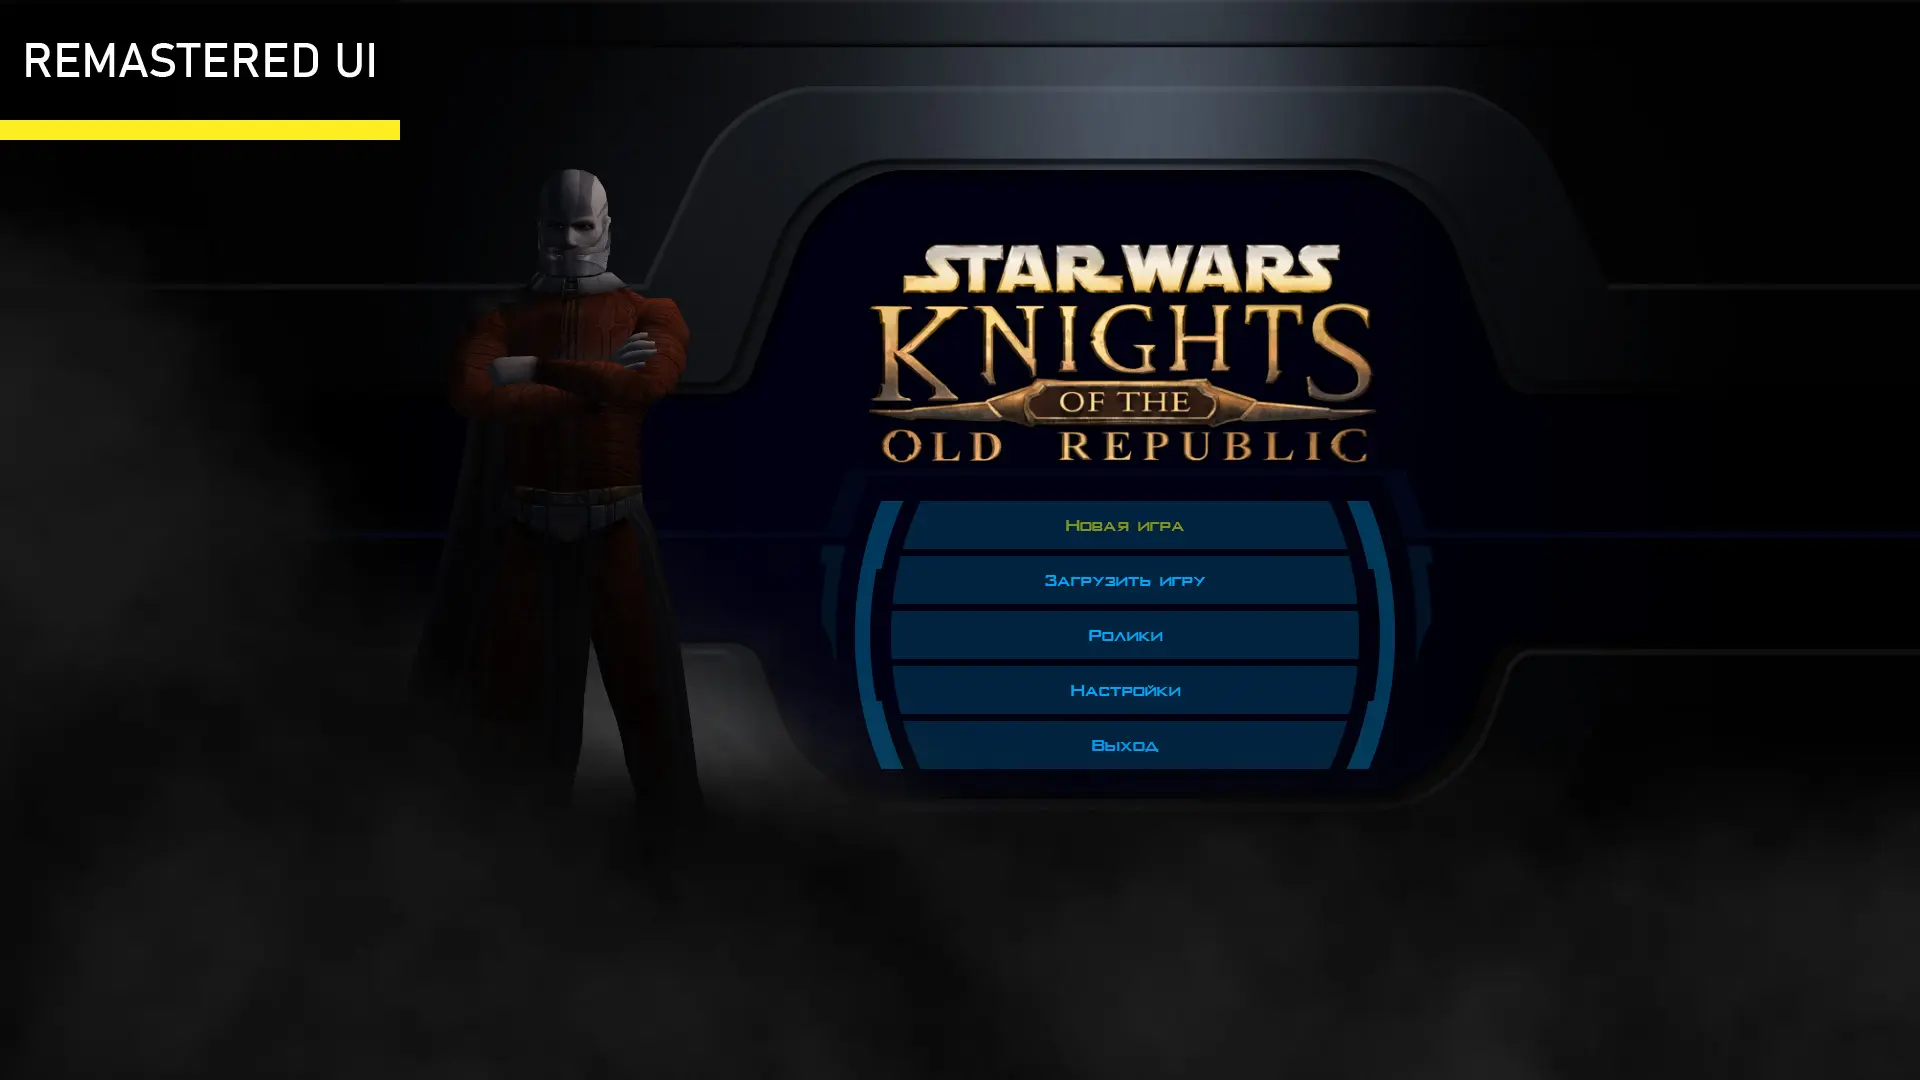 REMASTERED UI
STAR WARS
KNIGHTS
OF THE
OLD REPUBLIC
Новая игра
Загрузить игру
Ролики
Настройки
Выход